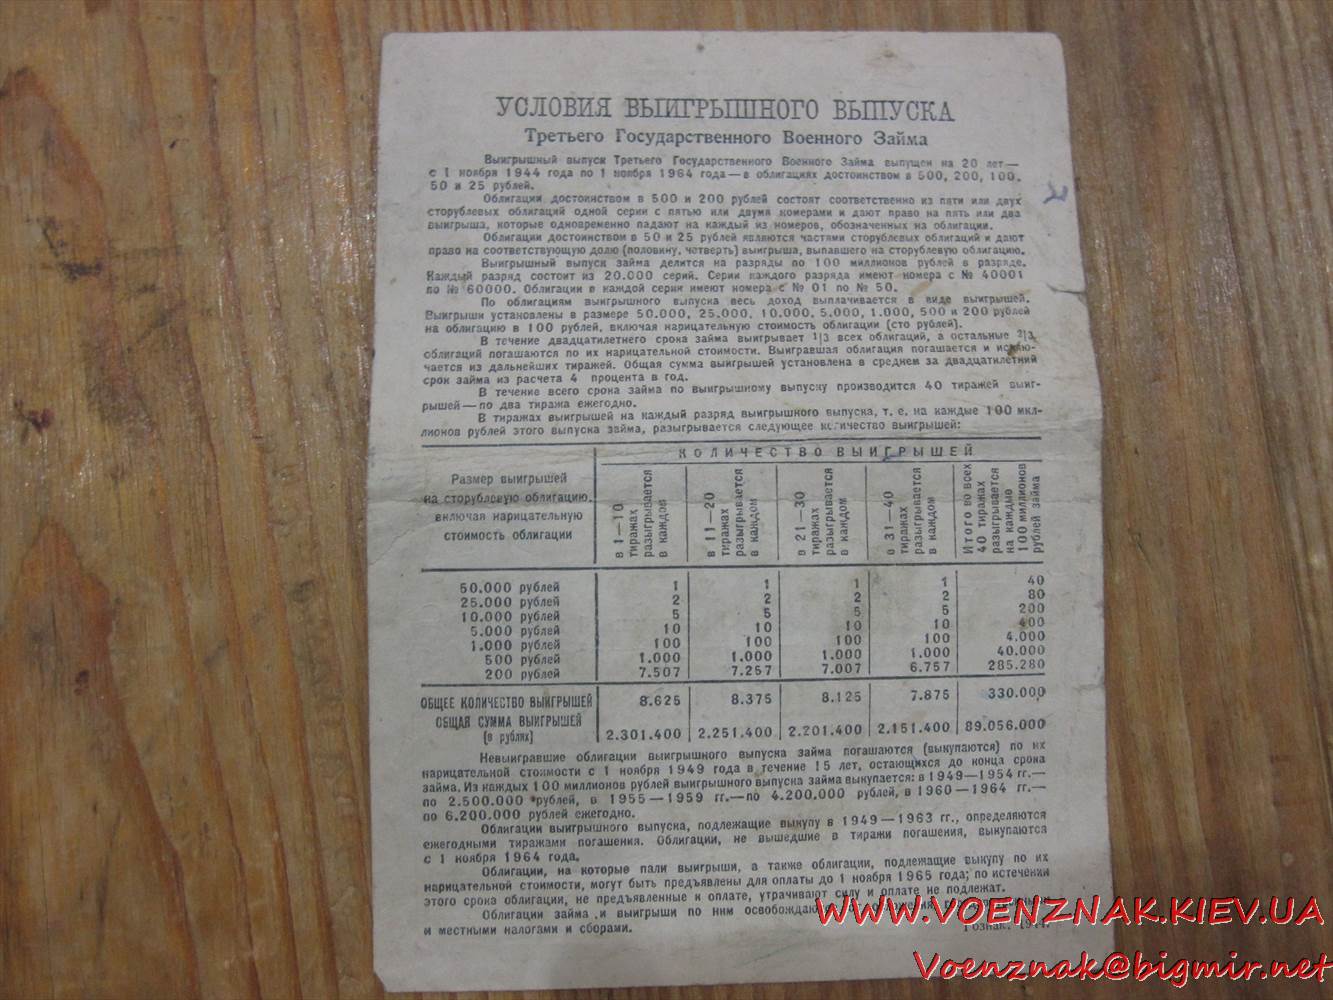 УСЛОВИЯ ВЫИГРЫШНОГО ВЫПУСКА
Третьего Государственного Военного Займа
Выигрышный выпуск Третьего Государственного Военного Займа выпущен на 20 лет—
с 1 ноября 1944 года по 1 ноября 1964 года—в облигациях достоинством в 500, 200, 100,
50 и 25 рублей.
Облигации достоинством в 500 и 200 рублей состоят соответственно из пяти или двух
сторублевых облигаций одной серии с пятью или двумя номерами и дают право на пять или два
выигрыша, которые одновременно падают на каждый из номеров, обозначенных на облигации.
Облигации достоинством в 50 и 25 рублей являются частями сторублевых облигаций и дают
право на соответствующую долю (половину, четверть) выигрыша, выпавшего на сторублевую облигацию.
Выигрышный выпуск займа делится на разряды по 100 миллионов рублей в разряде.
Каждый разряд состоит из 20.000 серий. Серии каждого разряда имеют номера с № 40001
по № 60000. Облигации в каждой серии имеют номера с № 01 по № 50.
По облигациям выигрышного выпуска весь доход выплачивается в виде выигрышей.
Выигрыши установлены в размере 50.000, 25.000, 10.000, 5.000, 1.000, 500 и 200 рублей
на облигацию в 100 рублей, включая нарицательную стоимость облигации (сто рублей).
В течение двадцатилетнего срока займа выигрывает 1/3 всех облигаций, а остальные 2/3
облигаций погашаются по их нарицательной стоимости. Выигравшая облигация погашается и исклю-
чается из дальнейших тиражей. Общая сумма выигрышей установлена в среднем за двадцатилетний
срок займа из расчета 4 процента в год.
В течение всего срока займа по выигрышному выпуску производится 40 тиражей выиг-
рышей—по два тиража ежегодно.
В тиражах выигрышей на каждый разряд выигрышного выпуска, т. е. на каждые 100 мил-
лионов рублей этого выпуска займа, разыгрывается следующее количество выигрышей:
Размер выигрышей
на сторублевую облигацию,
включая нарицательную
стоимость облигации
КОЛИЧЕСТВО ВЫИГРЫШЕЙ
в 1—10
тиражах
разыгрывается
в каждом
в 11—20
тиражах
разыгрывается
в каждом
в 21—30
тиражах
разыгрывается
в каждом
в 31—40
тиражах
разыгрывается
в каждом
Итого во всех
40 тиражах
разыгрывается
на каждые
100 миллионов
рублей займа
50.000 рублей 1 1 1 1 40
25.000 рублей 2 2 2 2 80
10.000 рублей 5 5 5 5 200
5.000 рублей 10 10 10 10 400
1.000 рублей 100 100 100 100 4.000
500 рублей 1.000 1.000 1.000 1.000 40.000
200 рублей 7.507 7.257 7.007 6.757 285.280
ОБЩЕЕ КОЛИЧЕСТВО ВЫИГРЫШЕЙ 8.625 8.375 8.125 7.875 330.000
ОБЩАЯ СУММА ВЫИГРЫШЕЙ
(в рублях) 2.301.400 2.251.400 2.201.400 2.151.400 89.056.000
Невыигравшие облигации выигрышного выпуска займа погашаются (выкупаются) по их
нарицательной стоимости с 1 ноября 1949 года в течение 15 лет, остающихся до конца срока
займа. Из каждых 100 миллионов рублей выигрышного выпуска займа выкупается: в 1949—1954 гг.—
по 2.500.000 рублей, в 1955—1959 гг.—по 4.200.000 рублей, в 1960—1964 гг.—
по 6.200.000 рублей ежегодно.
Облигации выигрышного выпуска, подлежащие выкупу в 1949—1963 гг., определяются
ежегодными тиражами погашения. Облигации, не вышедшие в тиражи погашения, выкупаются
с 1 ноября 1964 года.
Облигации, на которые пали выигрыши, а также облигации, подлежащие выкупу по их
нарицательной стоимости, могут быть предъявлены для оплаты до 1 ноября 1965 года; по истечении
этого срока облигации, не предъявленные к оплате, утрачивают силу и оплате не подлежат.
Облигации займа и выигрыши по ним
и местными налогами и сборами.
Гознак. 1944.
WWW.VOENZNAK.KIEV.UA
Voenznak@bigmir.net